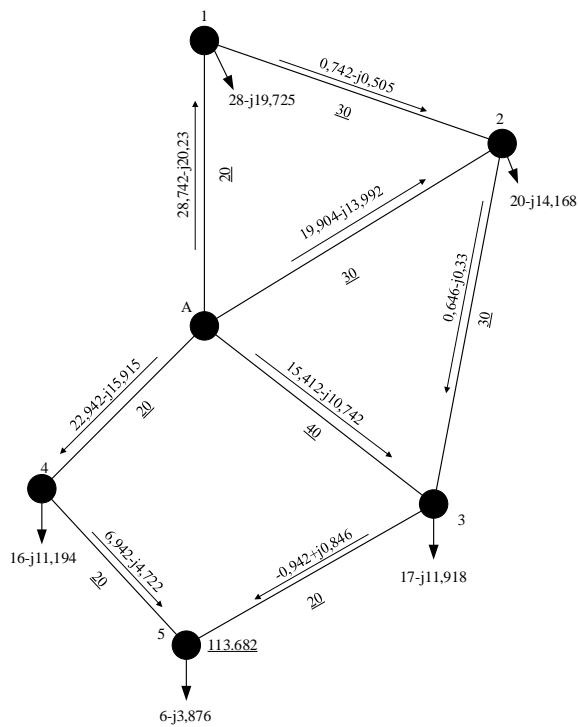 1
0,742-j0,505
28-j19,725
30
2
28,742-j20,23
20
20-j14,168
19,904-j13,992
30
0,646-j0,33
30
A
22,942-j15,915
20
15,412-j10,742
40
4
3
16-j11,194
6,942-j4,722
20
-0,942+j0,846
20
17-j11,918
5
113.682
6-j3,876